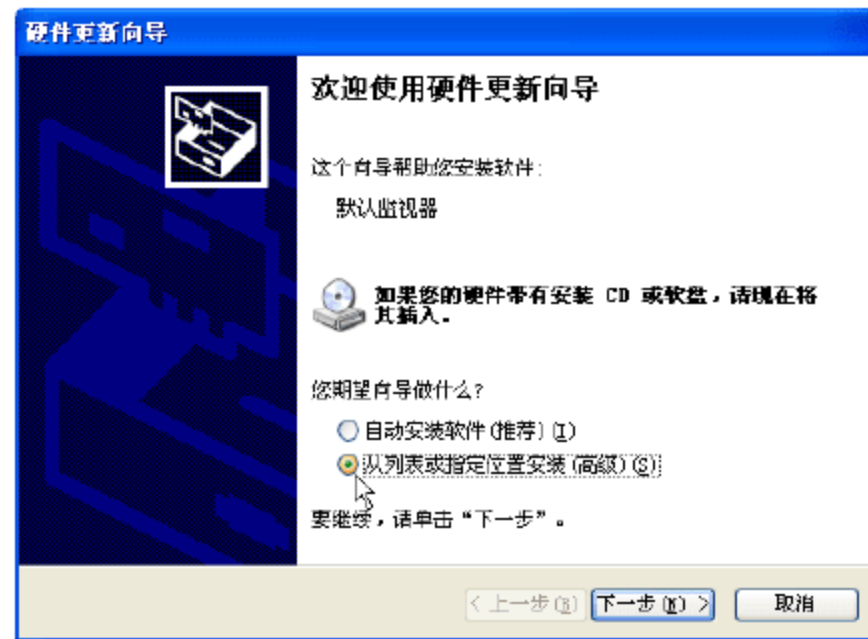 硬件更新向导
欢迎使用硬件更新向导
这个向导帮助您安装软件:
默认监视器
如果您的硬件带有安装 CD 或软盘，请现在将
其插入。
您期望向导做什么?
自动安装软件(推荐)(I)
从列表或指定位置安装(高级)(S)
要继续，请单击“下一步”。
< 上一步(B)
下一步(N) >
取消